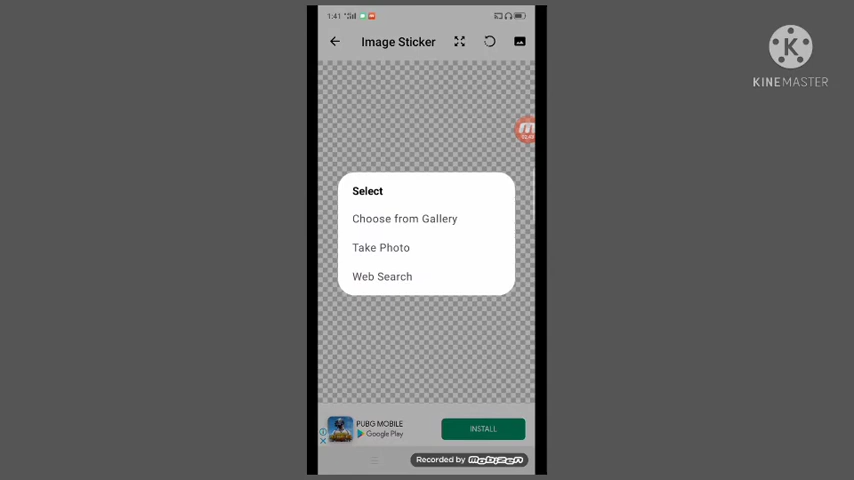 1:41
Image Sticker
K
KINEMASTER
Select
Choose from Gallery
Take Photo
Web Search
PUBG MOBILE
Google Play
INSTALL
Recorded by MOBIZEN